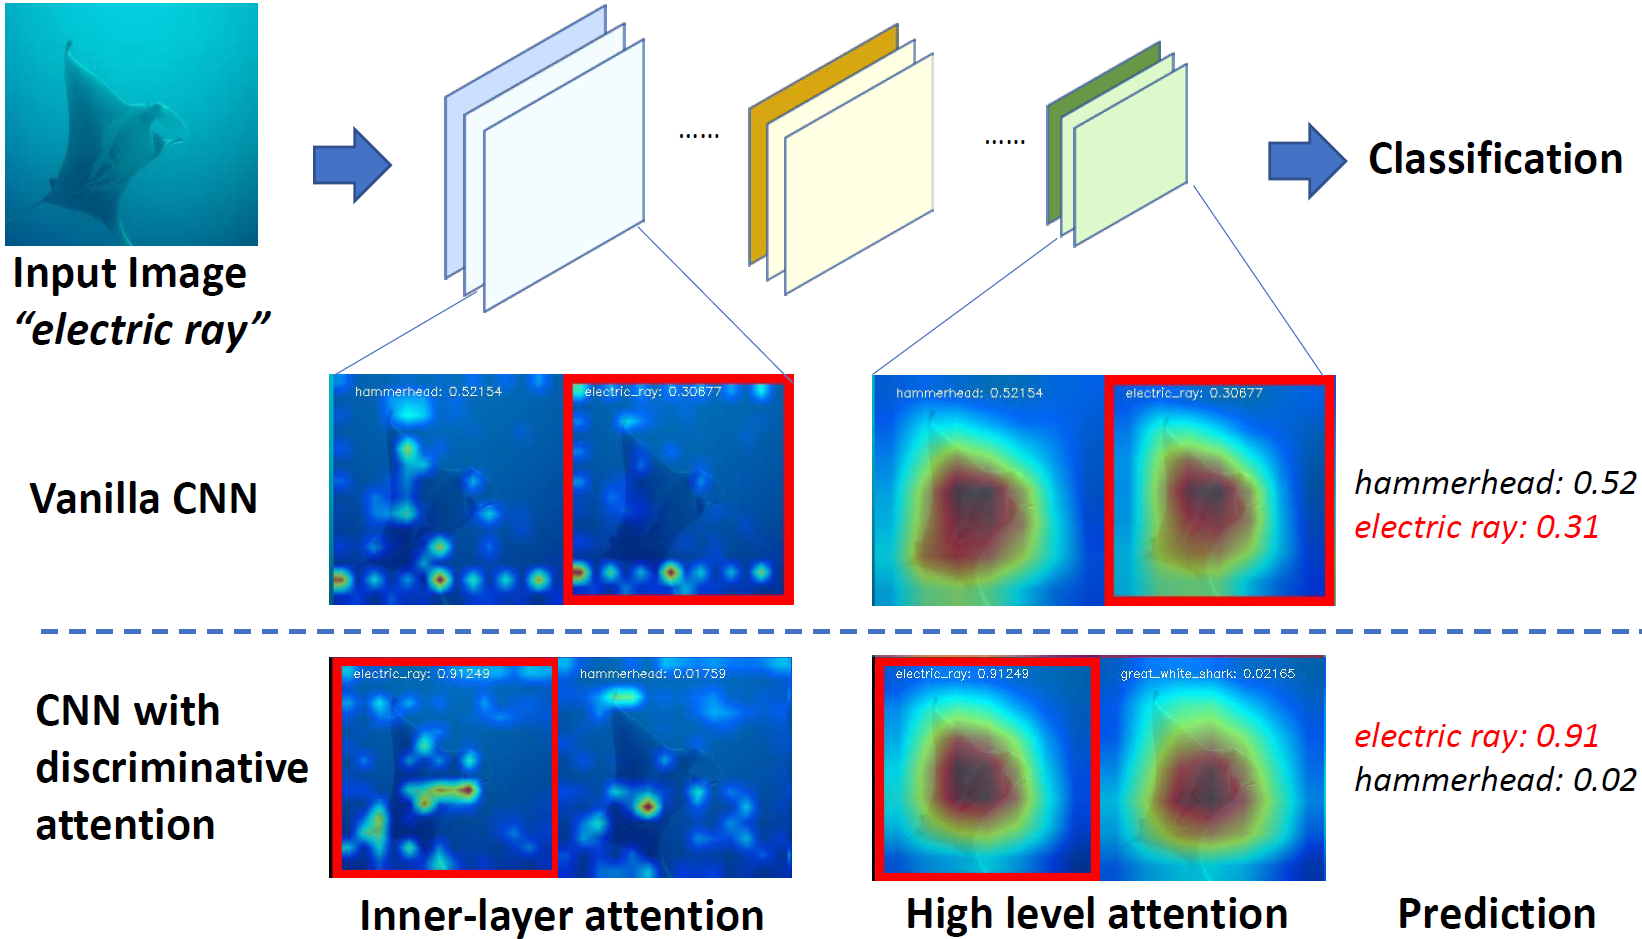 Input Image
“electric ray”
......
......
Classification
Vanilla CNN
hammerhead: 0.52154
electric_ray: 0.30677
hammerhead: 0.52154
electric_ray: 0.30677
hammerhead: 0.52
electric ray: 0.31
CNN with
discriminative
attention
electric_ray: 0.91249
hammerhead: 0.01759
electric_ray: 0.91249
great_white_shark: 0.02165
electric ray: 0.91
hammerhead: 0.02
Inner-layer attention
High level attention
Prediction